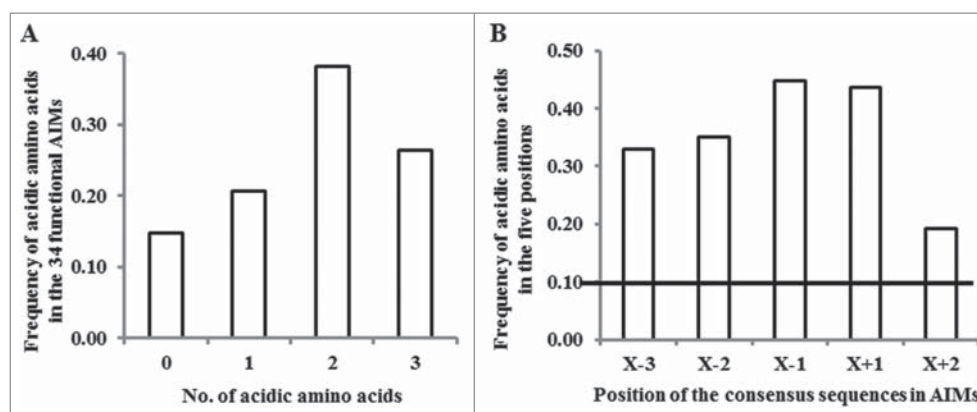 A
Frequency of acidic amino acids
in the 34 functional AIMs
0.40
0.30
0.20
0.10
0.00
0 1 2 3
No. of acidic amino acids
B
Frequency of acidic amino acids
in the five positions
0.50
0.40
0.30
0.20
0.10
0.00
X-3 X-2 X-1 X+1 X+2
Position of the consensus sequences in AIMs